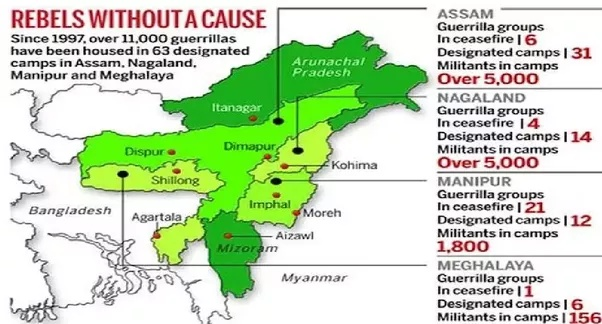 REBELS WITHOUT A CAUSE
Since 1997, over 11,000 guerrillas
have been housed in 63 designated
camps in Assam, Nagaland,
Manipur and Meghalaya
Arunachal
Pradesh
Itanagar
Dispur
Dimapur
Shillong
Kohima
Bangladesh
Imphal
Moreh
Agartala
Aizawl
Mizoram
Myanmar
ASSAM
Guerrilla groups
In ceasefire | 6
Designated camps | 31
Militants in camps
Over 5,000
NAGALAND
Guerrilla groups
In ceasefire | 4
Designated camps | 14
Militants in camps
Over 5,000
MANIPUR
Guerrilla groups
In ceasefire | 21
Designated camps | 12
Militants in camps
1,800
MEGHALAYA
Guerrilla groups
In ceasefire | 1
Designated camps | 6
Militants in camps | 156